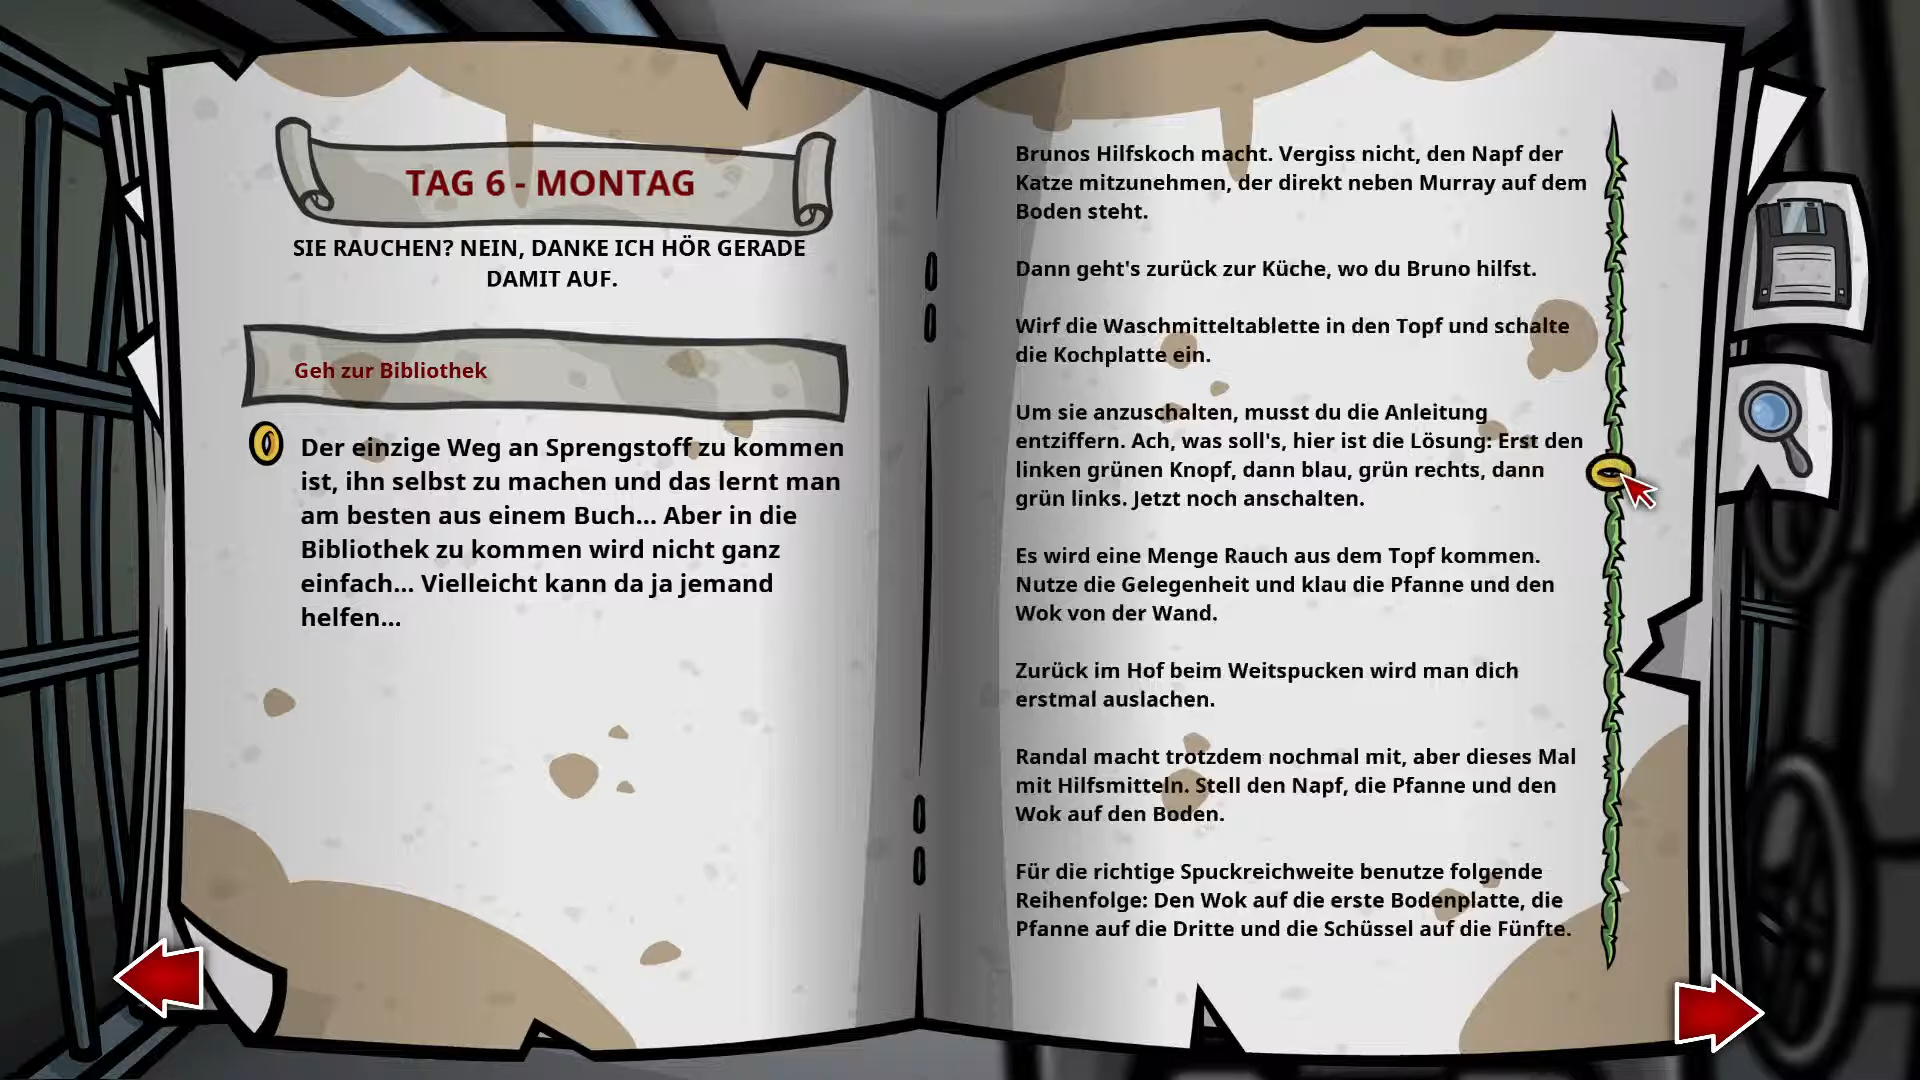 TAG 6 - MONTAG
SIE RAUCHEN? NEIN, DANKE ICH HÖR GERADE
DAMIT AUF.
Geh zur Bibliothek
Der einzige Weg an Sprengstoff zu kommen
ist, ihn selbst zu machen und das lernt man
am besten aus einem Buch... Aber in die
Bibliothek zu kommen wird nicht ganz
einfach... Vielleicht kann da ja jemand
helfen...
Brunos Hilfskoch macht. Vergiss nicht, den Napf der
Katze mitzunehmen, der direkt neben Murray auf dem
Boden steht.
Dann geht's zurück zur Küche, wo du Bruno hilfst.
Wirf die Waschmitteltablette in den Topf und schalte
die Kochplatte ein.
Um sie anzuschalten, musst du die Anleitung
entziffern. Ach, was soll's, hier ist die Lösung: Erst den
linken grünen Knopf, dann blau, grün rechts, dann
grün links. Jetzt noch anschalten.
Es wird eine Menge Rauch aus dem Topf kommen.
Nutze die Gelegenheit und klau die Pfanne und den
Wok von der Wand.
Zurück im Hof beim Weitspucken wird man dich
erstmal auslachen.
Randal macht trotzdem nochmal mit, aber dieses Mal
mit Hilfsmitteln. Stell den Napf, die Pfanne und den
Wok auf den Boden.
Für die richtige Spuckreichweite benutze folgende
Reihenfolge: Den Wok auf die erste Bodenplatte, die
Pfanne auf die Dritte und die Schüssel auf die Fünfte.